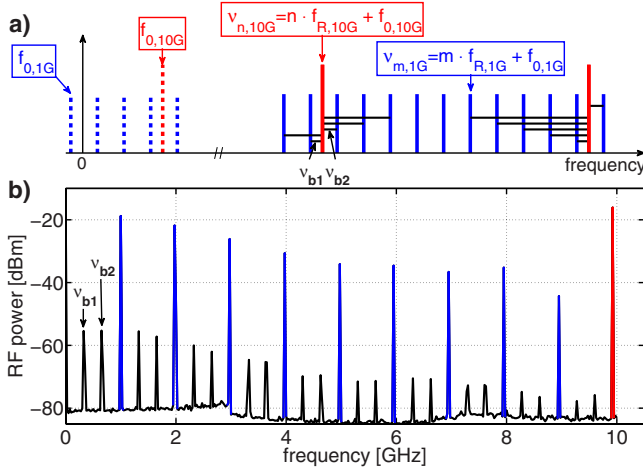 a)
f0,1G
f0,10G
νn,10G=n · fR,10G + f0,10G
νm,1G=m · fR,1G + f0,1G
0
//
νb1 νb2
frequency
b)
RF power [dBm]
−20
−40
−60
−80
νb1
νb2
0 2 4 6 8 10
frequency [GHz]